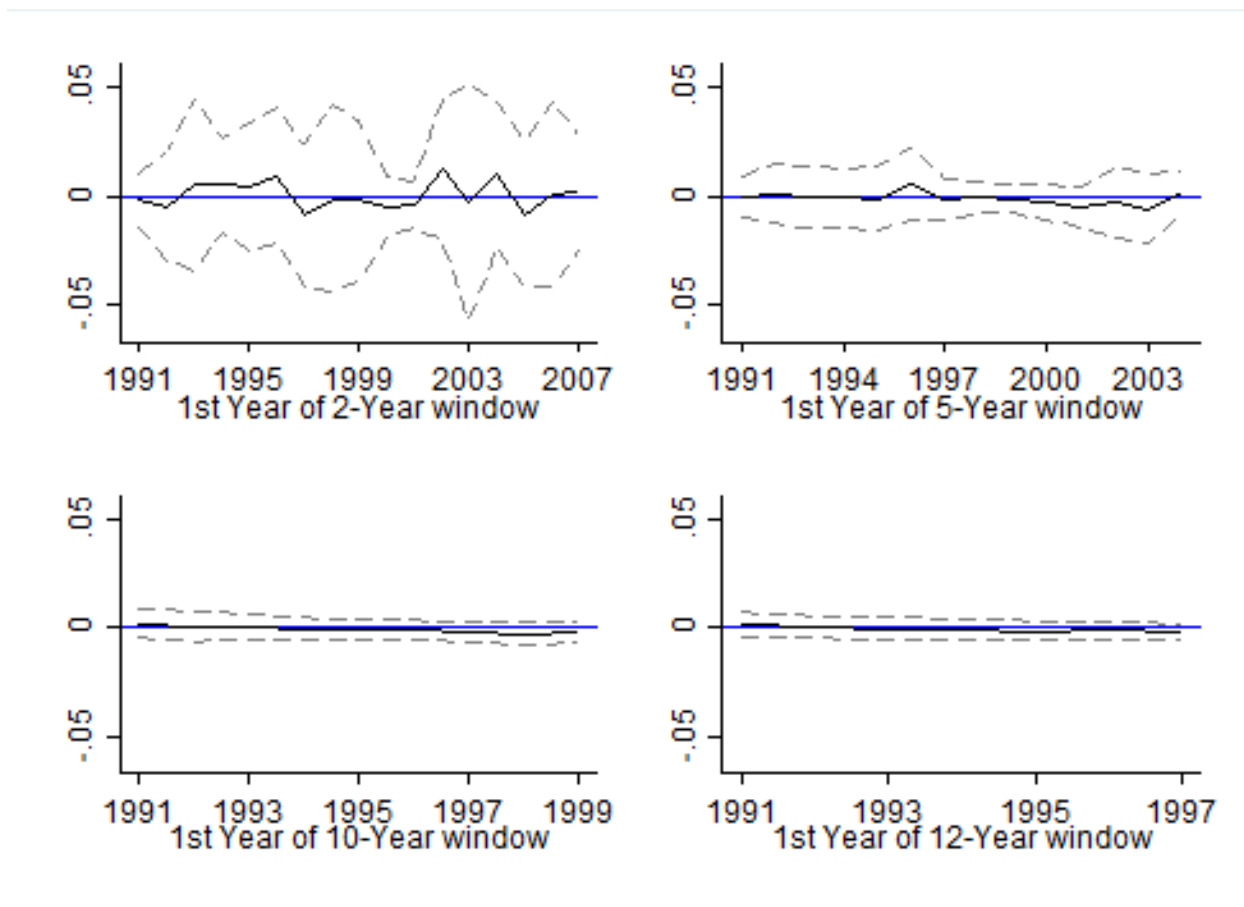 .05
0
-.05
1991 1995 1999 2003 2007
1st Year of 2-Year window
.05
0
-.05
1991 1994 1997 2000 2003
1st Year of 5-Year window
.05
0
-.05
1991 1993 1995 1997 1999
1st Year of 10-Year window
.05
0
-.05
1991 1993 1995 1997
1st Year of 12-Year window